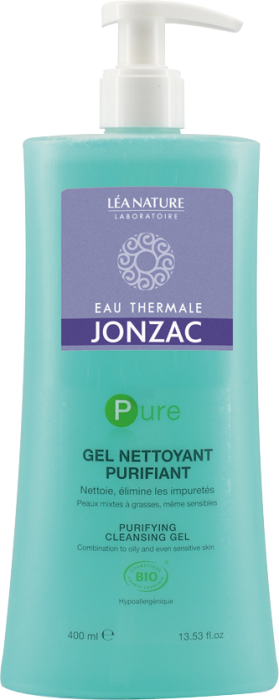 LÉA NATURE
LABORATOIRE
EAU THERMALE
JONZAC
Pure
GEL NETTOYANT
PURIFIANT
Nettoie, élimine les impuretés
Peaux mixtes à grasses, même sensibles
PURIFYING
CLEANSING GEL
Combination to oily and even sensitive skin
BIO
Hypoallergénique
400 ml ℮ 13.53 fl.oz